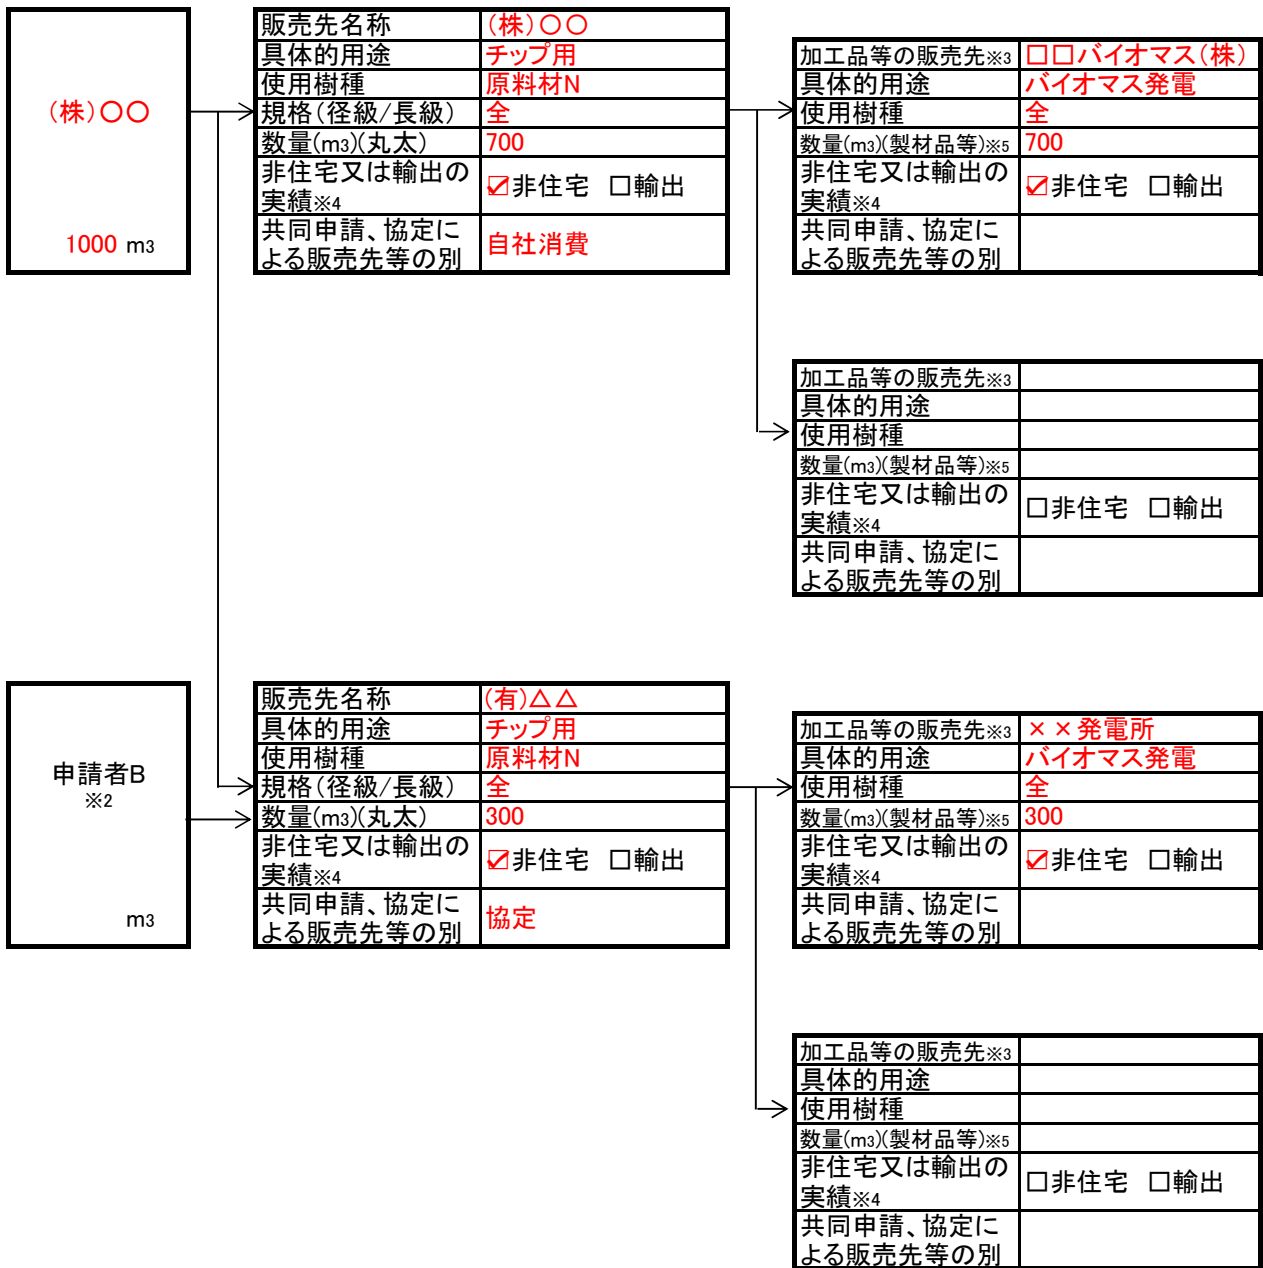 (株)〇〇
1000 m3
販売先名称 (株)〇〇
具体的用途 チップ用
使用樹種 原料材N
規格(径級/長級) 全
数量(m3)(丸太) 700
非住宅又は輸出の
実績※4 ☑非住宅 □輸出
共同申請、協定に
よる販売先等の別 自社消費
加工品等の販売先※3 □□バイオマス(株)
具体的用途 バイオマス発電
使用樹種 全
数量(m3)(製材品等)※5 700
非住宅又は輸出の
実績※4 ☑非住宅 □輸出
共同申請、協定に
よる販売先等の別
加工品等の販売先※3
具体的用途
使用樹種
数量(m3)(製材品等)※5
非住宅又は輸出の
実績※4 □非住宅 □輸出
共同申請、協定に
よる販売先等の別
申請者B
※2
m3
販売先名称 (有)△△
具体的用途 チップ用
使用樹種 原料材N
規格(径級/長級) 全
数量(m3)(丸太) 300
非住宅又は輸出の
実績※4 ☑非住宅 □輸出
共同申請、協定に
よる販売先等の別 協定
加工品等の販売先※3 ××発電所
具体的用途 バイオマス発電
使用樹種 全
数量(m3)(製材品等)※5 300
非住宅又は輸出の
実績※4 ☑非住宅 □輸出
共同申請、協定に
よる販売先等の別
加工品等の販売先※3
具体的用途
使用樹種
数量(m3)(製材品等)※5
非住宅又は輸出の
実績※4 □非住宅 □輸出
共同申請、協定に
よる販売先等の別